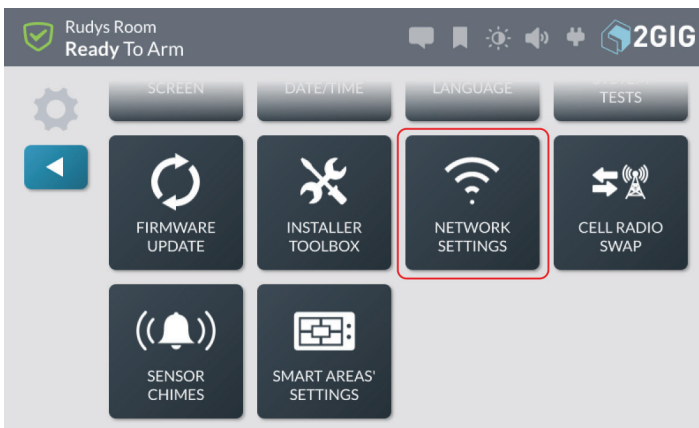 Rudys Room
Ready To Arm
2GIG
SCREEN
DATE/TIME
LANGUAGE
TESTS
FIRMWARE
UPDATE
INSTALLER
TOOLBOX
NETWORK
SETTINGS
CELL RADIO
SWAP
SENSOR
CHIMES
SMART AREAS'
SETTINGS